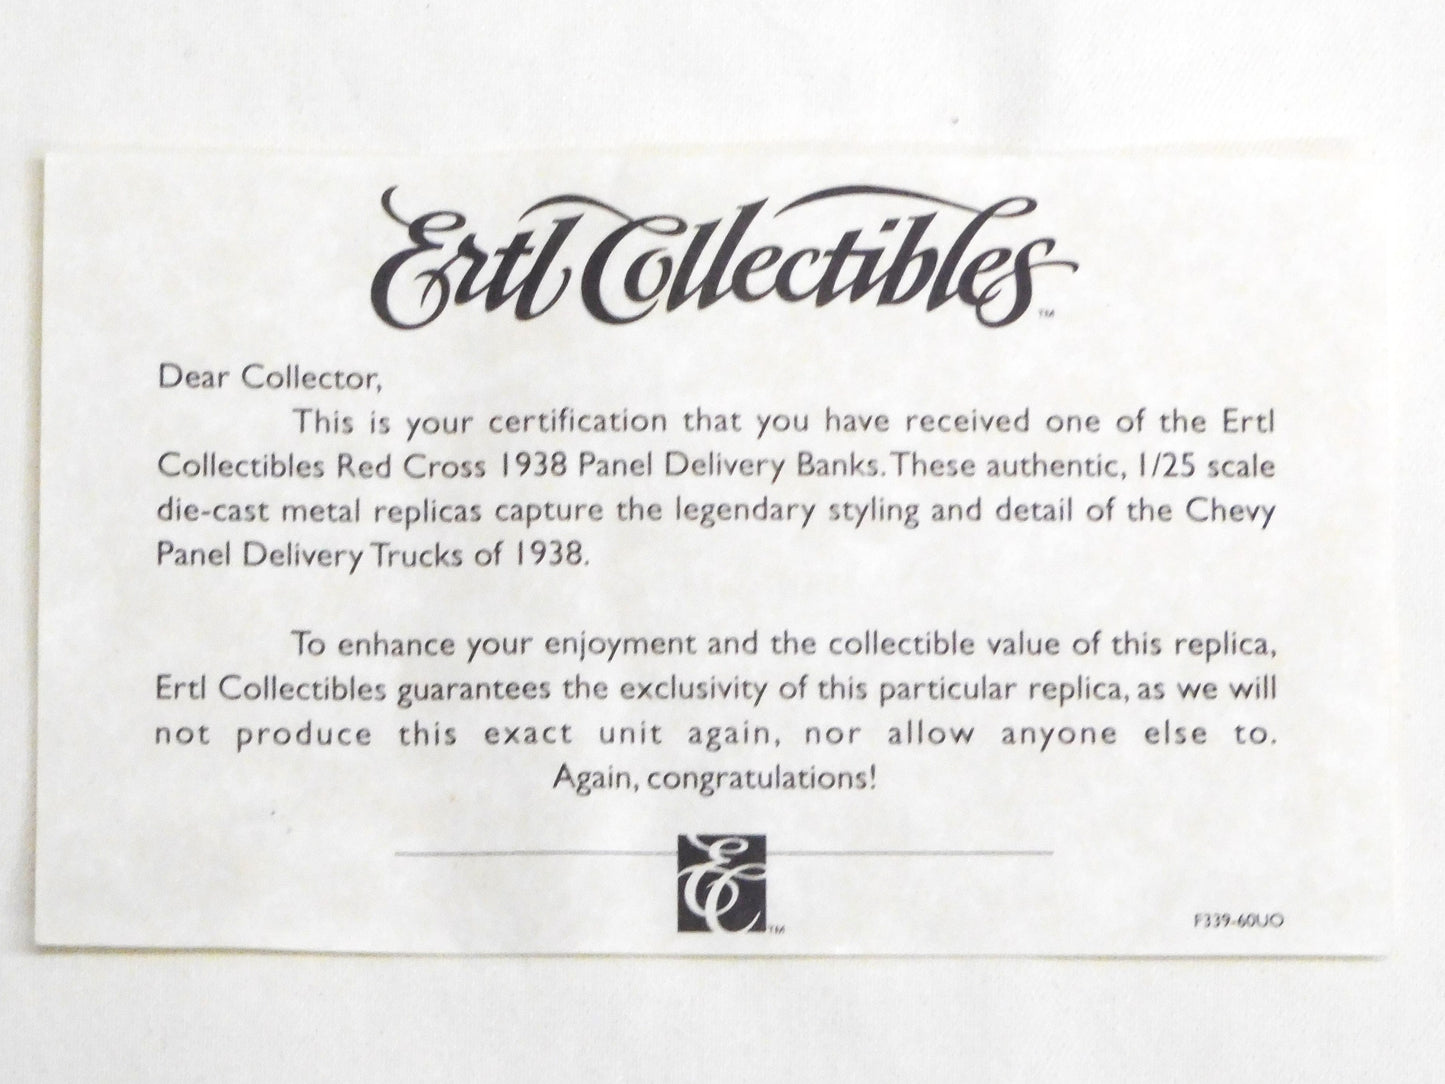 Ertl Collectibles™
Dear Collector,
This is your certification that you have received one of the Ertl
Collectibles Red Cross 1938 Panel Delivery Banks. These authentic, 1/25 scale
die-cast metal replicas capture the legendary styling and detail of the Chevy
Panel Delivery Trucks of 1938.
To enhance your enjoyment and the collectible value of this replica,
Ertl Collectibles guarantees the exclusivity of this particular replica, as we will
not produce this exact unit again, nor allow anyone else to.
Again, congratulations!
EC™
F339-60UO